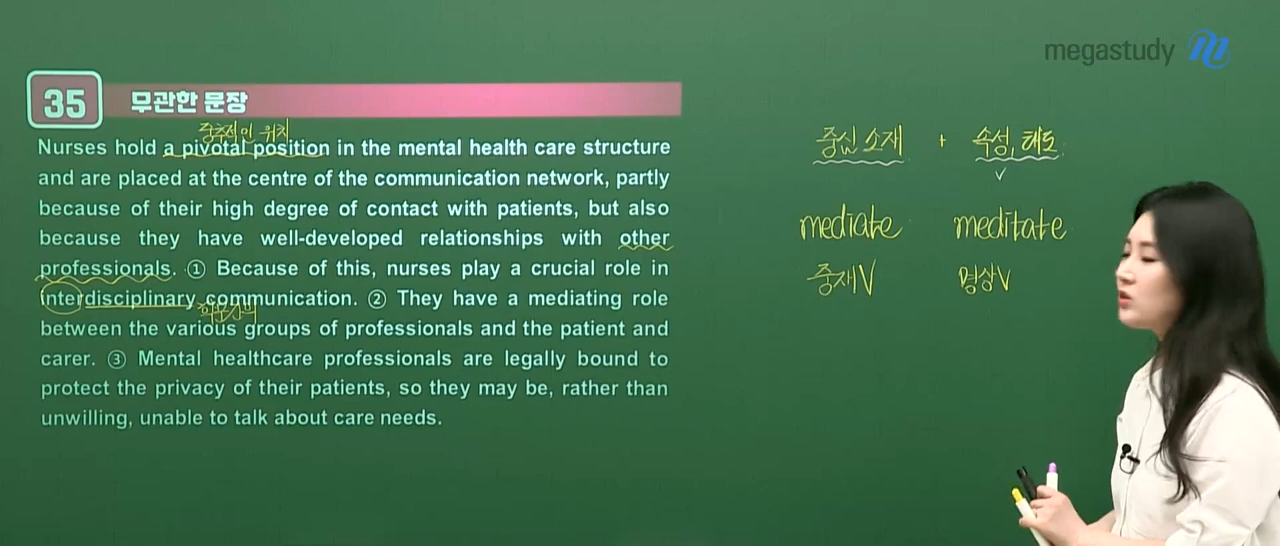 megastudy
35 무관한 문장
중추적인 위치
Nurses hold a pivotal position in the mental health care structure
and are placed at the centre of the communication network, partly
because of their high degree of contact with patients, but also
because they have well-developed relationships with other
professionals. ① Because of this, nurses play a crucial role in
interdisciplinary communication. ② They have a mediating role
학문간의
between the various groups of professionals and the patient and
carer. ③ Mental healthcare professionals are legally bound to
protect the privacy of their patients, so they may be, rather than
unwilling, unable to talk about care needs.
중심 소재 + 속성, 태도
mediate meditate
중재V 명상V